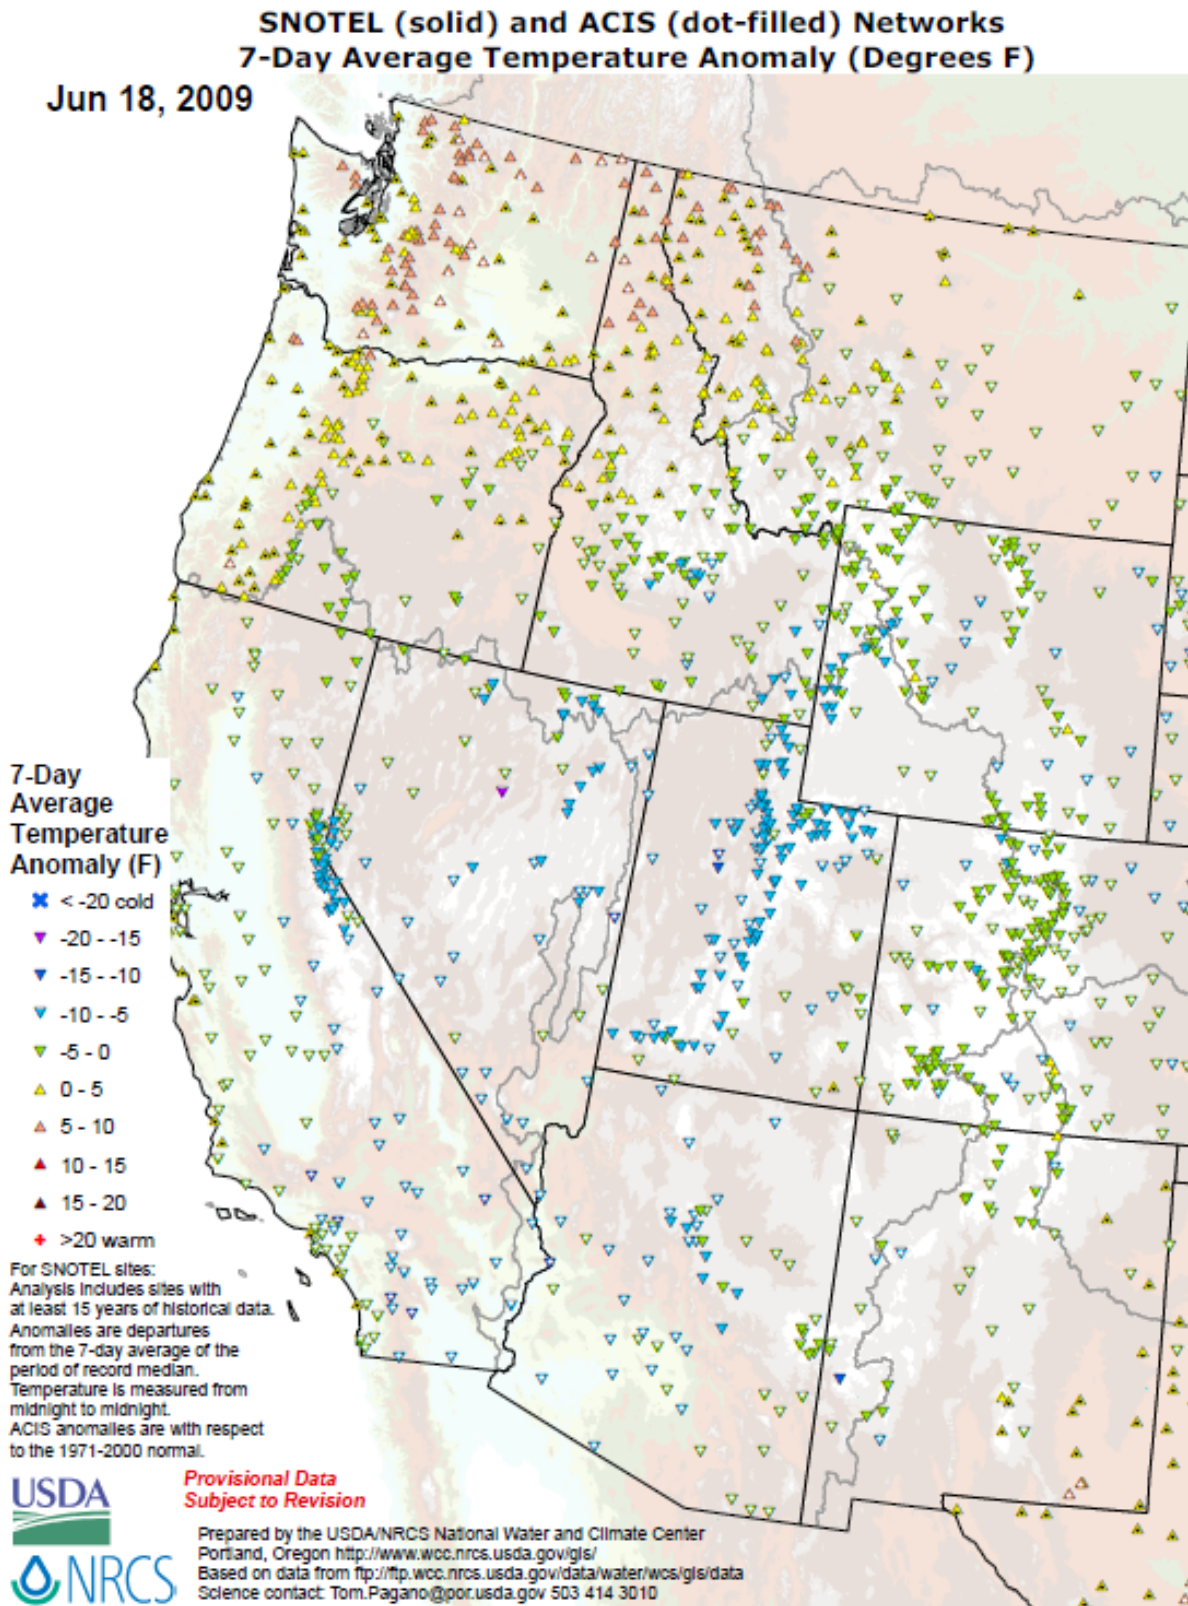 SNOTEL (solid) and ACIS (dot-filled) Networks
7-Day Average Temperature Anomaly (Degrees F)
Jun 18, 2009
7-Day
Average
Temperature
Anomaly (F)
< -20 cold
-20 - -15
-15 - -10
-10 - -5
-5 - 0
0 - 5
5 - 10
10 - 15
15 - 20
>20 warm
For SNOTEL sites:
Analysis includes sites with
at least 15 years of historical data.
Anomalies are departures
from the 7-day average of the
period of record median.
Temperature is measured from
midnight to midnight.
ACIS anomalies are with respect
to the 1971-2000 normal.
USDA
NRCS
Provisional Data
Subject to Revision
Prepared by the USDA/NRCS National Water and Climate Center
Portland, Oregon http://www.wcc.nrcs.usda.gov/gis/
Based on data from ftp://ftp.wcc.nrcs.usda.gov/data/water/wcs/gis/data
Science contact: Tom.Pagano@por.usda.gov 503 414 3010